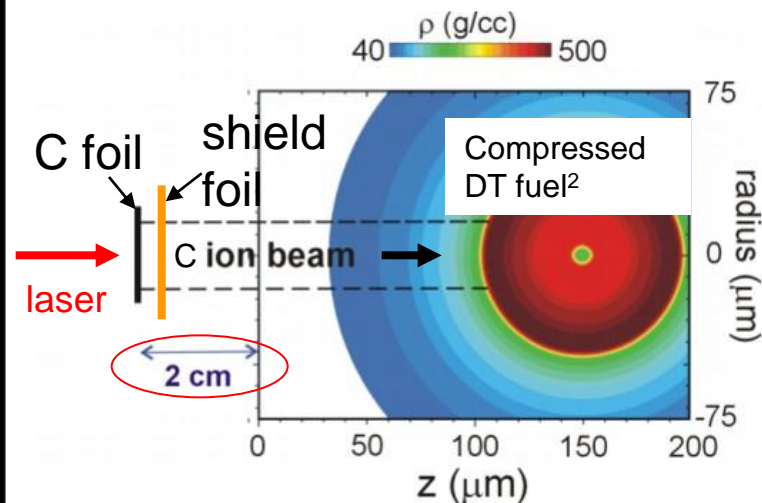 ρ (g/cc)
40 500
75
C foil
shield
foil
Compressed
DT fuel²
radius (μm)
0
C ion beam
laser
2 cm
-75
0 50 100 150 200
z (μm)